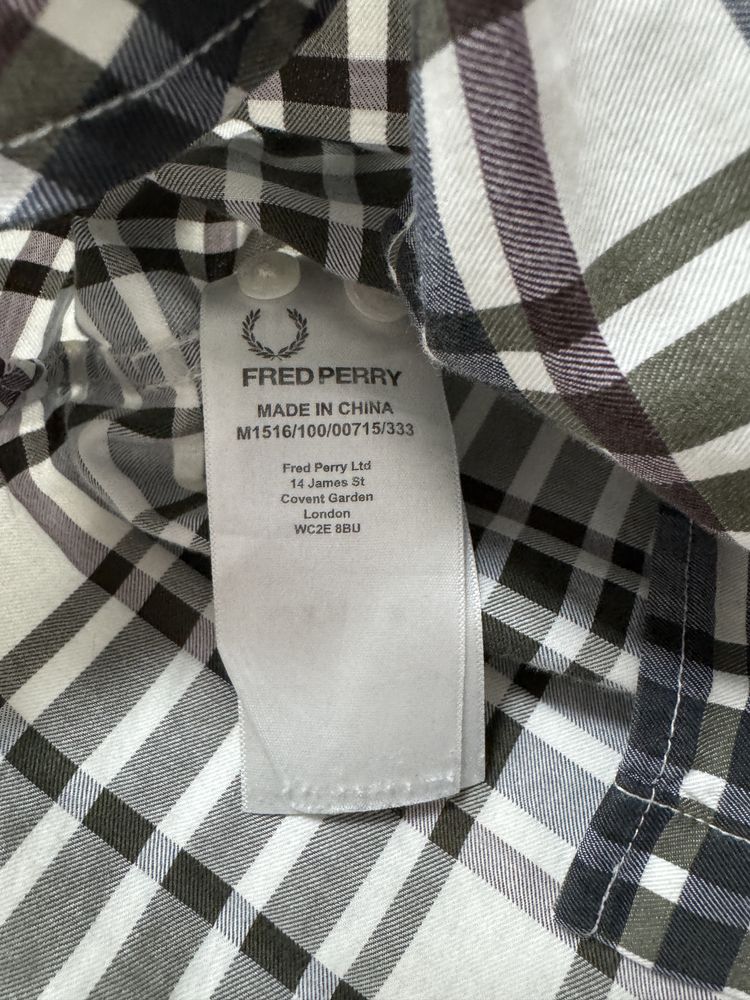 FRED PERRY
MADE IN CHINA
M1516/100/00715/333
Fred Perry Ltd
14 James St
Covent Garden
London
WC2E 8BU